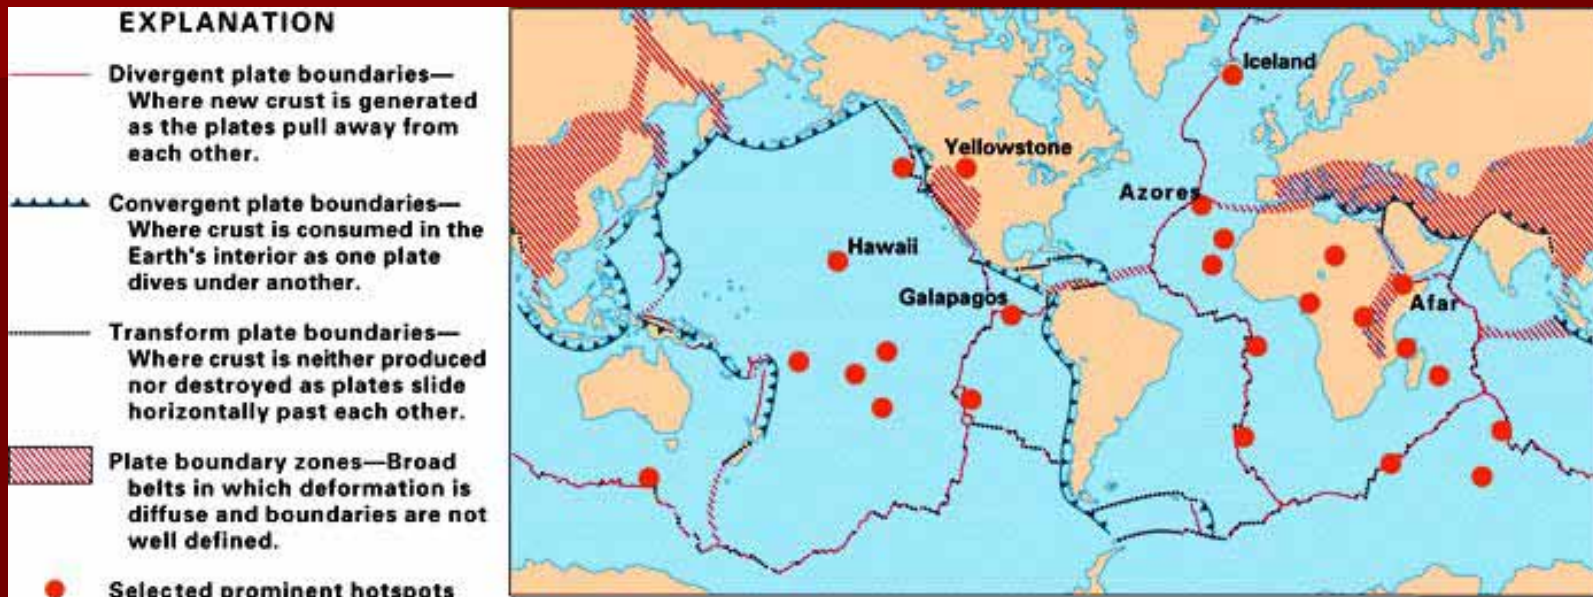 EXPLANATION
Divergent plate boundaries—
Where new crust is generated
as the plates pull away from
each other.
Convergent plate boundaries—
Where crust is consumed in the
Earth's interior as one plate
dives under another.
Transform plate boundaries—
Where crust is neither produced
nor destroyed as plates slide
horizontally past each other.
Plate boundary zones—Broad
belts in which deformation is
diffuse and boundaries are not
well defined.
Selected prominent hotspots
Iceland
Yellowstone
Azores
Hawaii
Galapagos
Afar